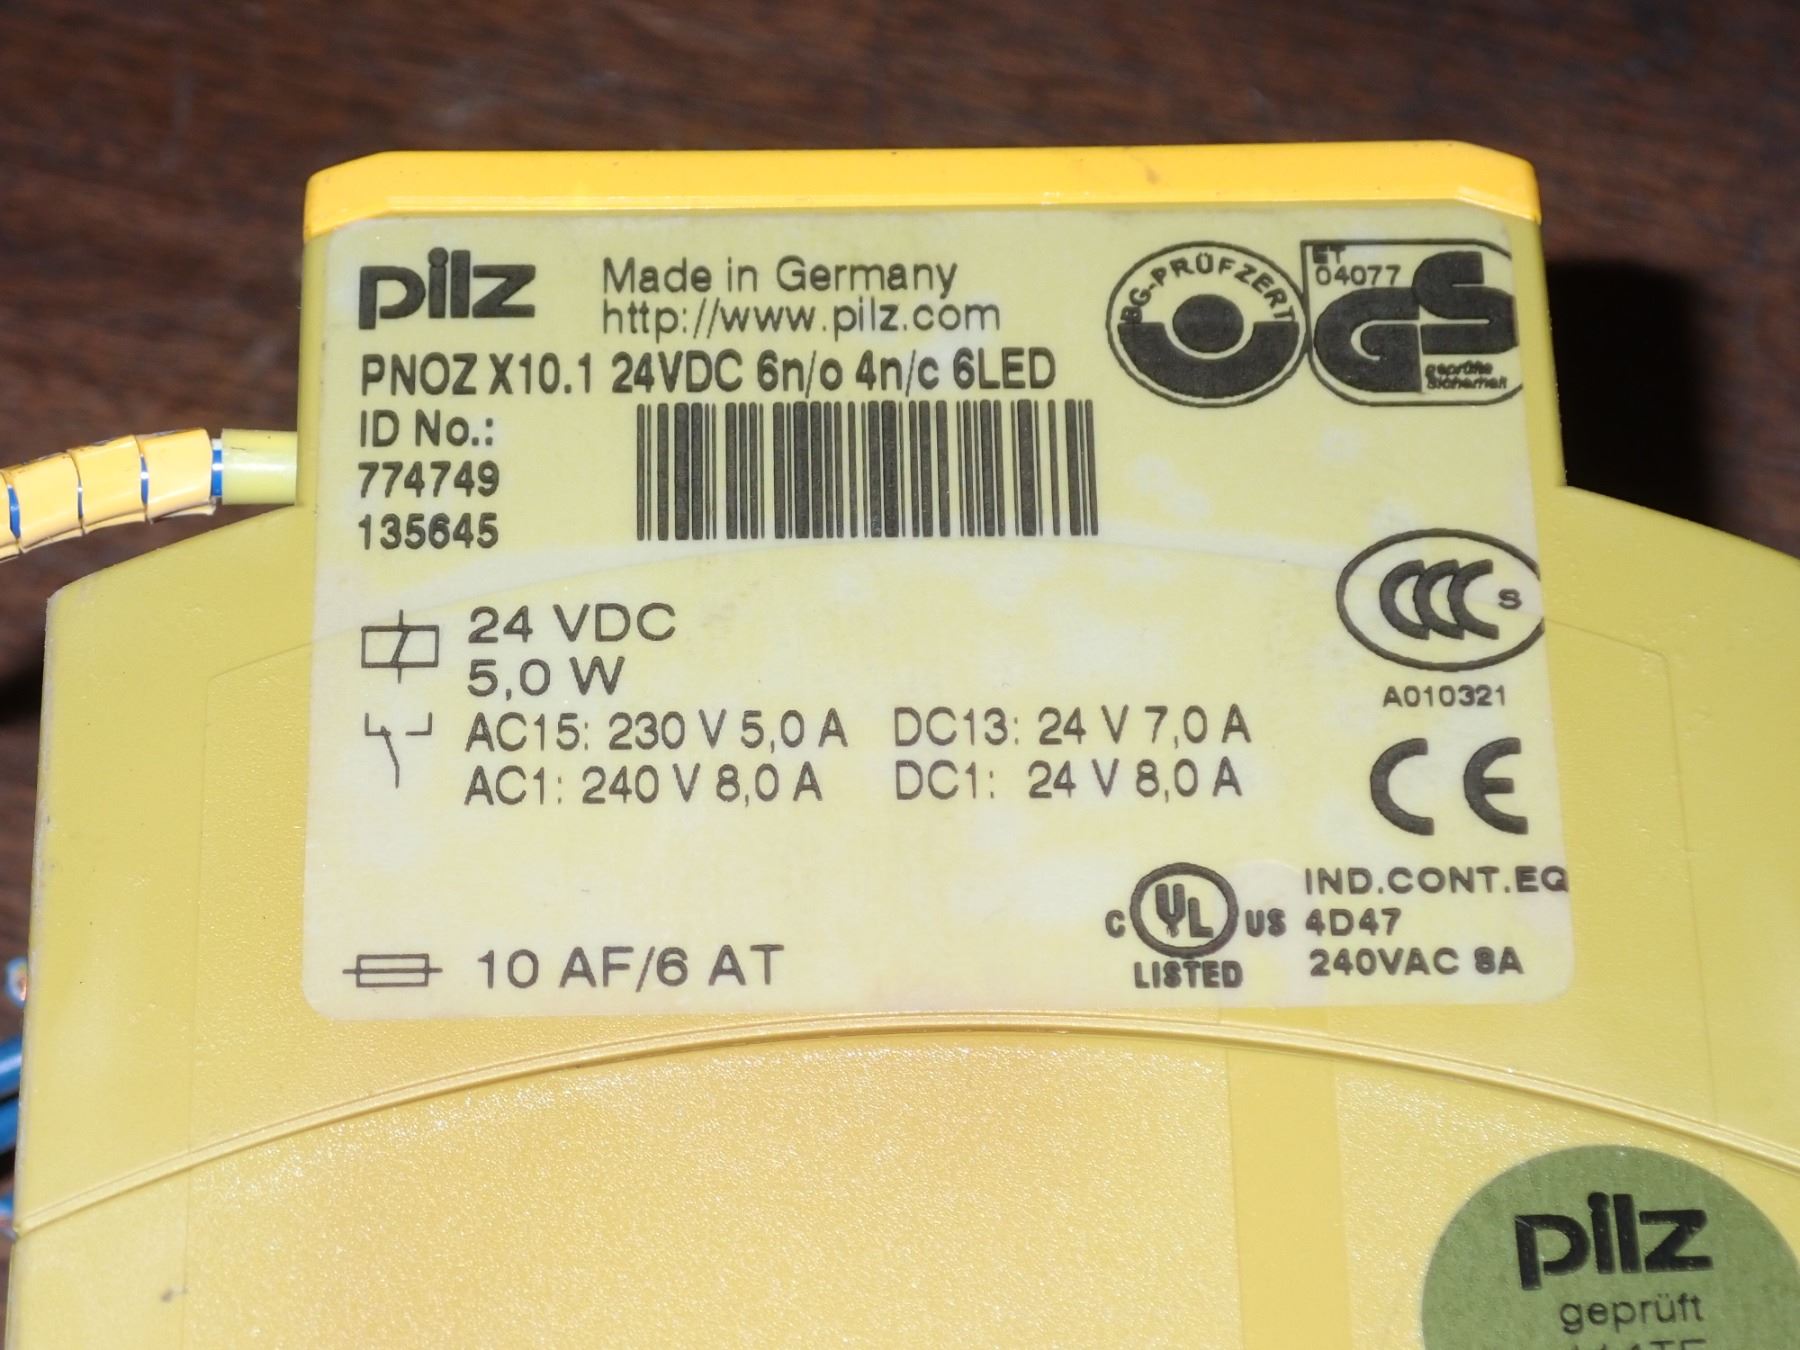 pilz
Made in Germany
http://www.pilz.com
PNOZ X10.1 24VDC 6n/o 4n/c 6LED
ID No.:
774749
135645
BG-PRÜFZERT
ET
04077
GS
geprüfte
Sicherheit
24 VDC
5,0 W
AC15: 230 V 5,0 A DC13: 24 V 7,0 A
AC1: 240 V 8,0 A DC1: 24 V 8,0 A
CCC S
A010321
CE
10 AF/6 AT
C UL US
LISTED
IND.CONT.EQ
4D47
240VAC 8A
pilz
geprüft